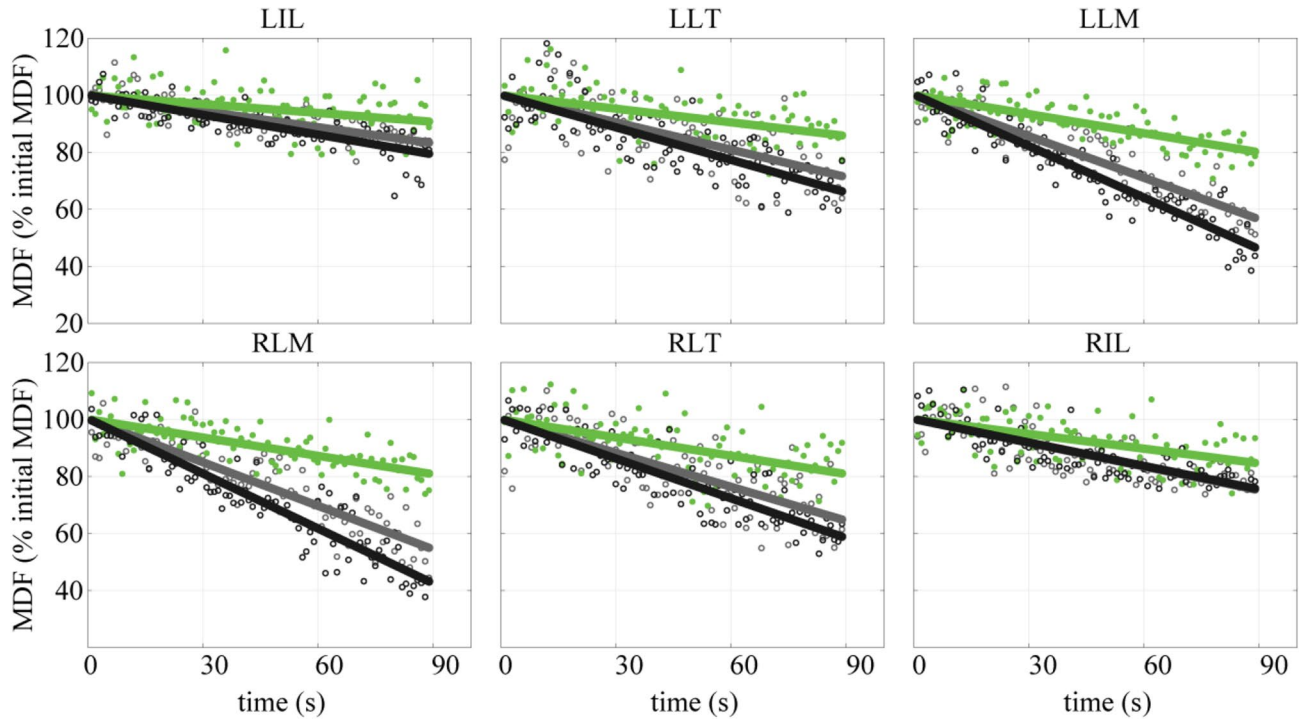 LIL LLT LLM
MDF (% initial MDF)
120
100
80
60
40
20
RLM RLT RIL
MDF (% initial MDF)
120
100
80
60
40
0 30 60 90 0 30 60 90 0 30 60 90
time (s) time (s) time (s)